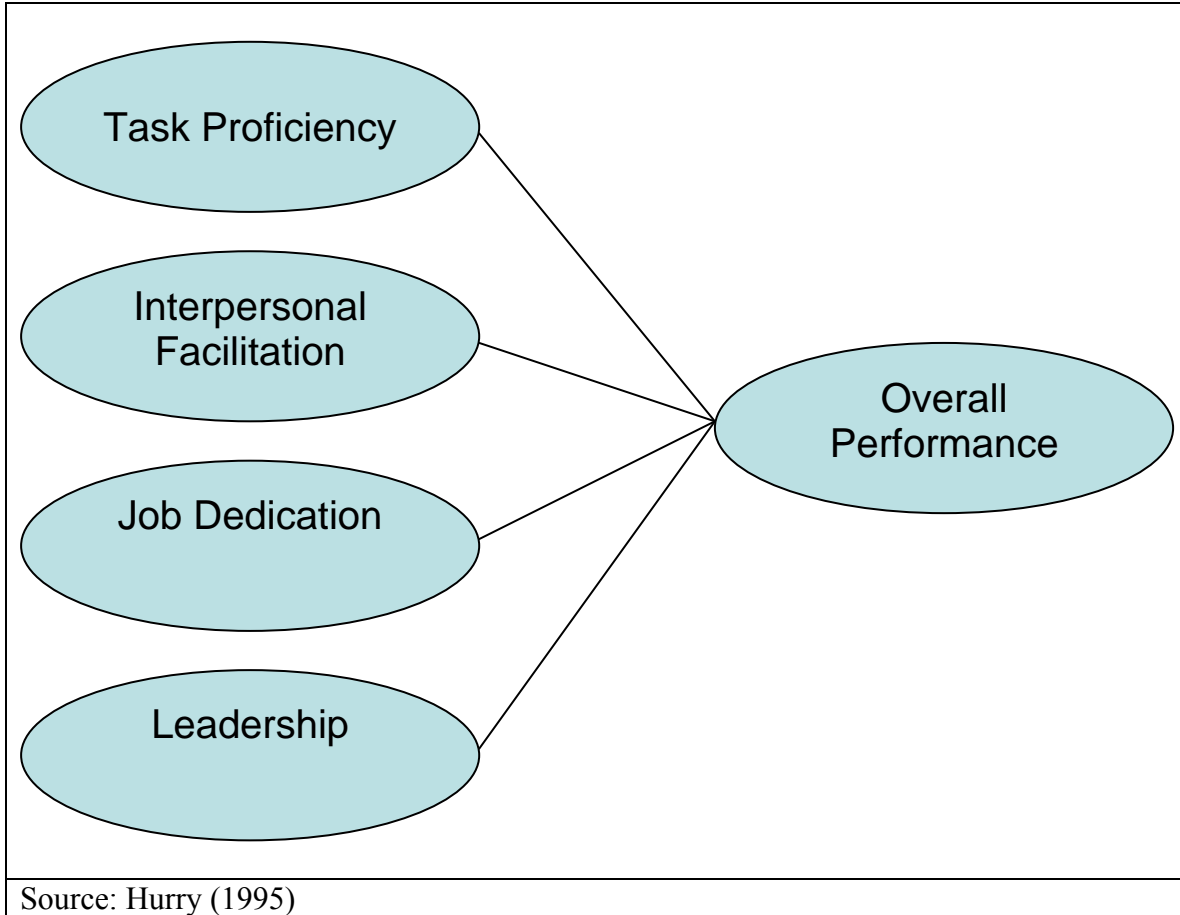 Task Proficiency
Interpersonal
Facilitation
Job Dedication
Leadership
Overall
Performance
Source: Hurry (1995)